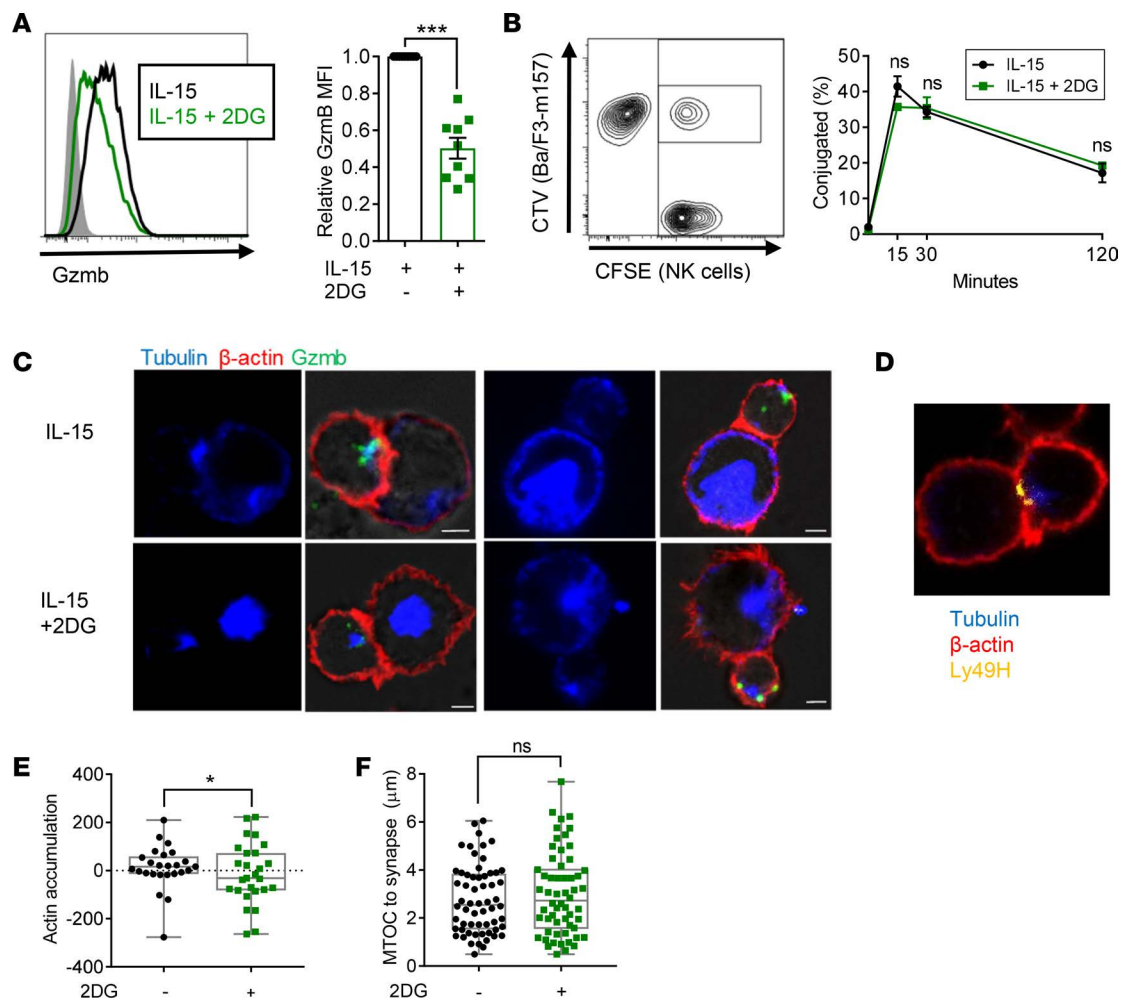 A
IL-15
IL-15 + 2DG
Gzmb
***
Relative GzmB MFI
1.0
0.8
0.6
0.4
0.2
0.0
IL-15 + +
2DG - +
B
CTV (Ba/F3-m157)
CFSE (NK cells)
IL-15
IL-15 + 2DG
ns
ns
ns
Conjugated (%)
50
40
30
20
10
0
15 30 120
Minutes
C
Tubulin β-actin Gzmb
IL-15
IL-15
+2DG
D
Tubulin
β-actin
Ly49H
E
*
Actin accumulation
400
200
0
-200
-400
2DG - +
F
ns
MTOC to synapse (μm)
8
6
4
2
0
2DG - +